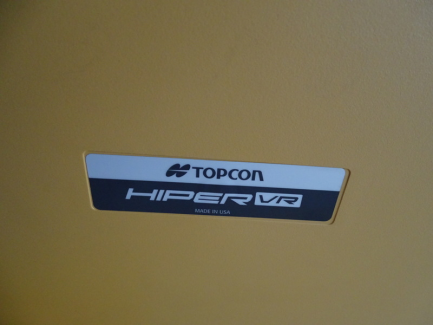 TOPCON
HIPER VR
MADE IN USA